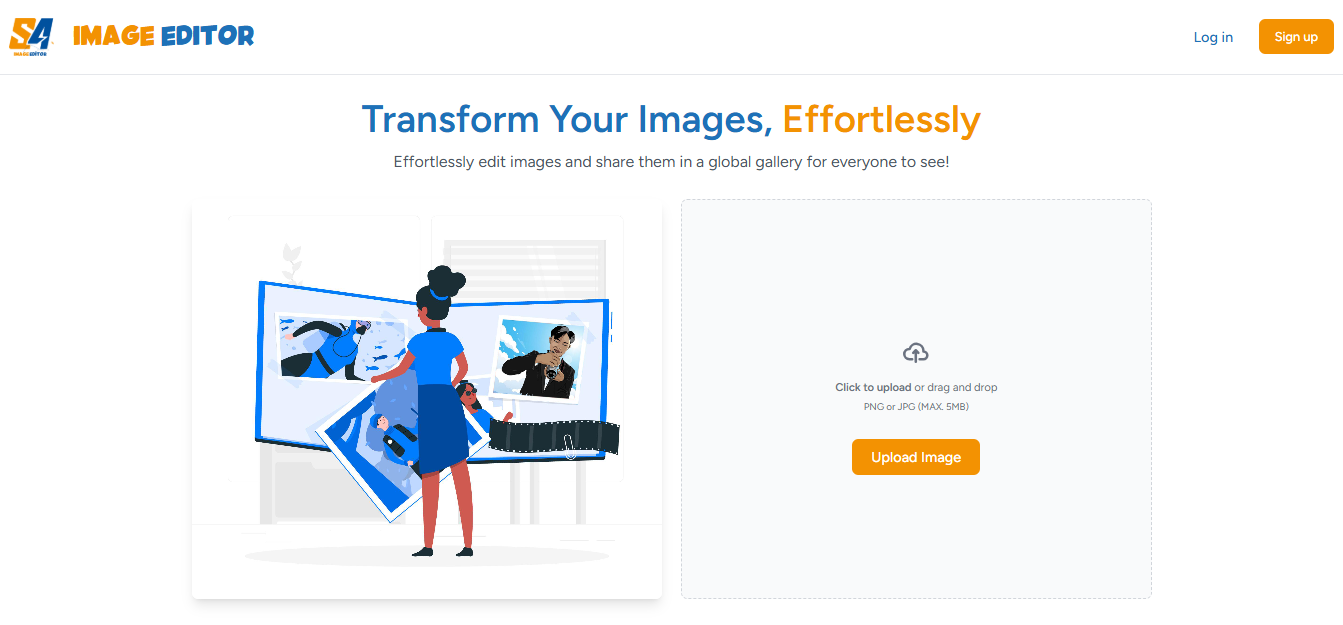 S4
IMAGE EDITOR
IMAGE EDITOR
Log in
Sign up
Transform Your Images, Effortlessly
Effortlessly edit images and share them in a global gallery for everyone to see!
Click to upload or drag and drop
PNG or JPG (MAX. 5MB)
Upload Image